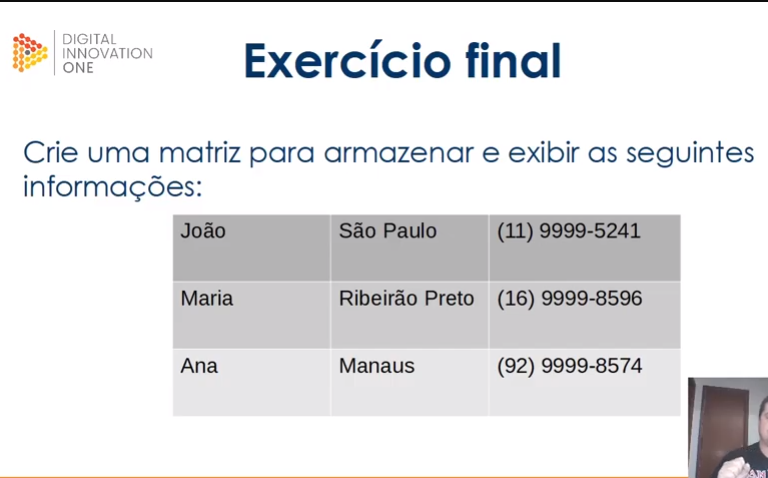 DIGITAL
INNOVATION
ONE
Exercício final
Crie uma matriz para armazenar e exibir as seguintes
informações:
João São Paulo (11) 9999-5241
Maria Ribeirão Preto (16) 9999-8596
Ana Manaus (92) 9999-8574